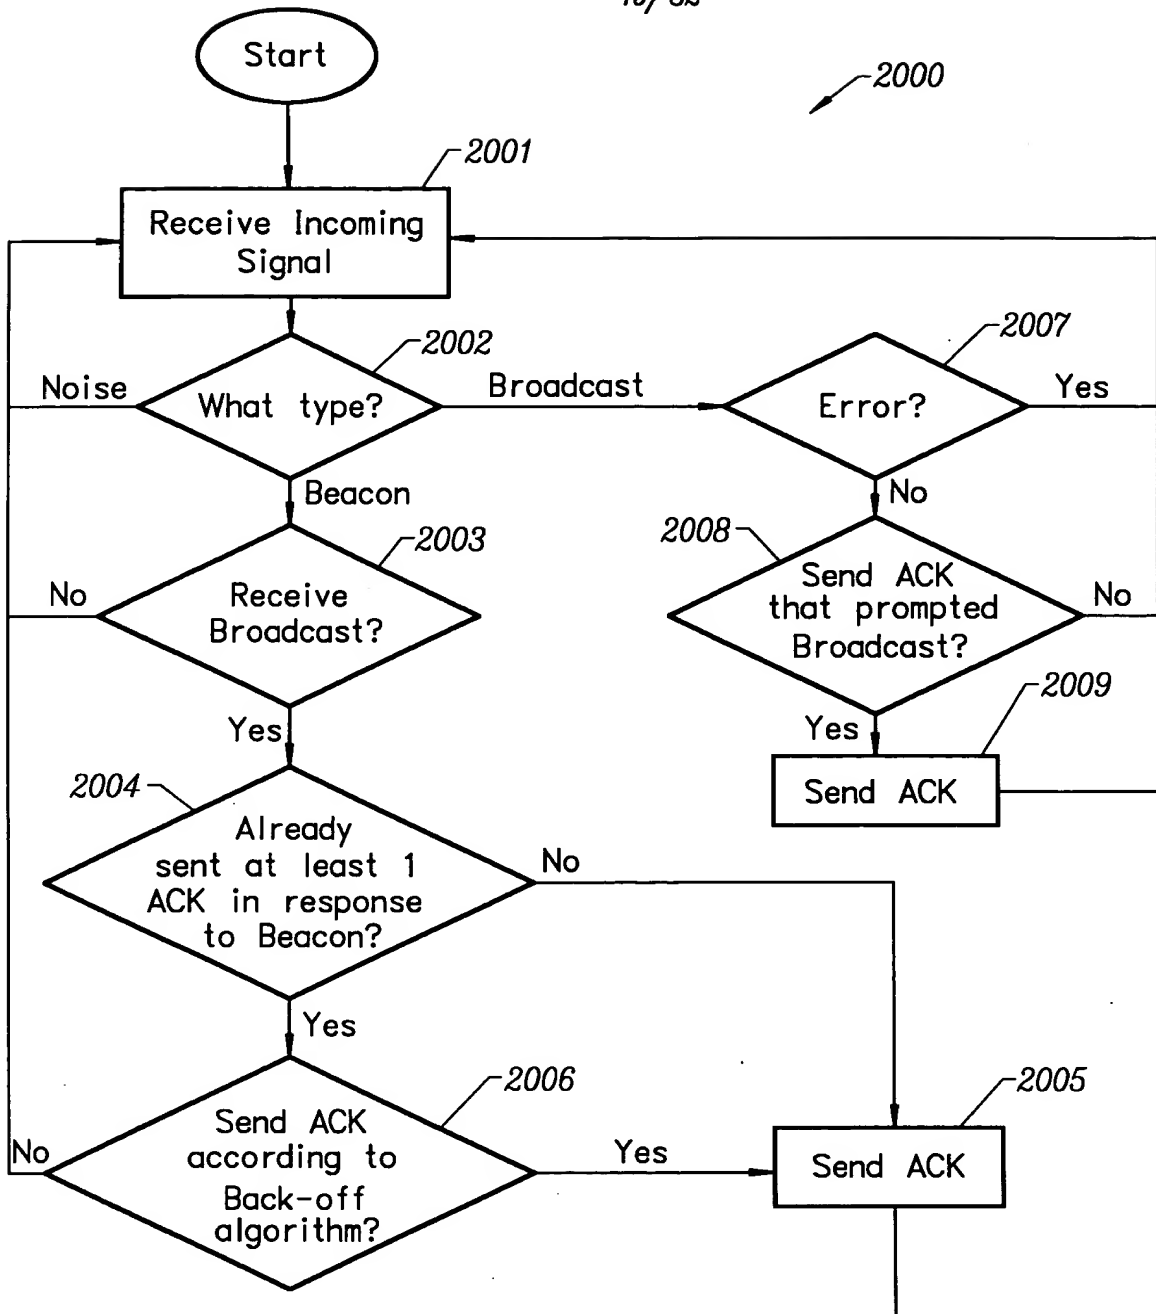 Start
2000
2001
Receive Incoming
Signal
2002
2007
Noise
What type?
Broadcast
Error?
Yes
Beacon
No
2003
2008
No
Receive
Broadcast?
Send ACK
that prompted
Broadcast?
No
2009
Yes
Yes
Send ACK
2004
Already
sent at least 1
ACK in response
to Beacon?
No
Yes
2006
2005
No
Send ACK
according to
Back-off
algorithm?
Yes
Send ACK